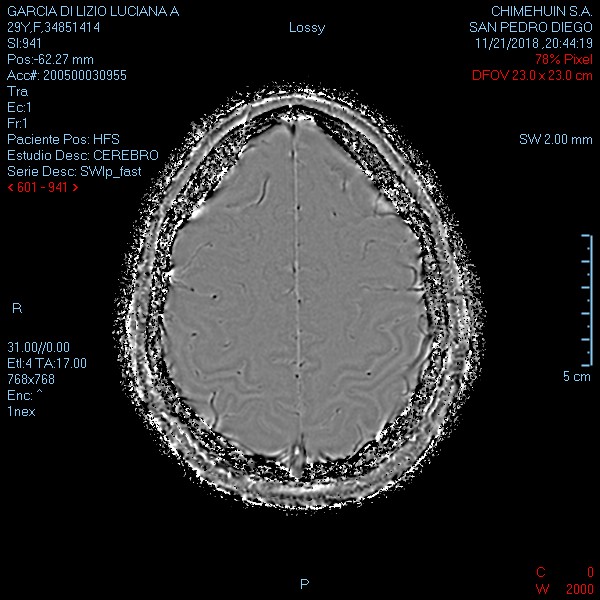 GARCIA DI LIZIO LUCIANA A
29Y,F,34851414
Sl:941
Pos:-62.27 mm
Acc#: 200500030955
Tra
Ec:1
Fr:1
Paciente Pos: HFS
Estudio Desc: CEREBRO
Serie Desc: SWIp_fast
< 601 - 941 >
Lossy
CHIMEHUIN S.A.
SAN PEDRO DIEGO
11/21/2018 ,20:44:19
78% Pixel
DFOV 23.0 x 23.0 cm
SW 2.00 mm
R
31.00//0.00
Etl:4 TA:17.00
768x768
Enc: ^
1nex
5 cm
P
C 0
W 2000